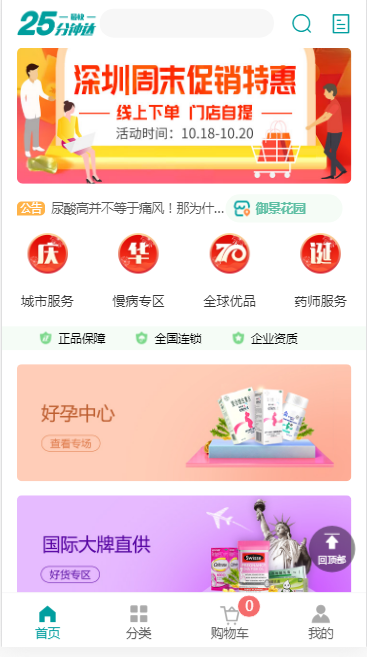 最快
25分钟达
深圳周末促销特惠
线上下单 门店自提
活动时间：10.18-10.20
公告 尿酸高并不等于痛风！那为什... 御景花园
庆 华 70 诞
城市服务 慢病专区 全球优品 药师服务
正品保障 全国连锁 企业资质
好孕中心
查看专场
国际大牌直供
Swisse
好货专区
回顶部
0
首页 分类 购物车 我的